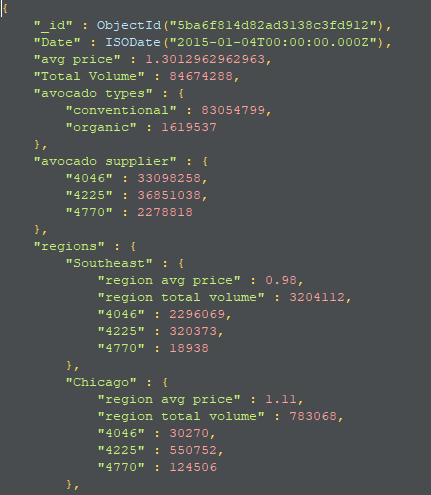 {
"_id" : ObjectId("5ba6f814d82ad3138c3fd912"),
"Date" : ISODate("2015-01-04T00:00:00.000Z"),
"avg price" : 1.3012962962963,
"Total Volume" : 84674288,
"avocado types" : {
"conventional" : 83054799,
"organic" : 1619537
},
"avocado supplier" : {
"4046" : 33098258,
"4225" : 36851038,
"4770" : 2278818
},
"regions" : {
"Southeast" : {
"region avg price" : 0.98,
"region total volume" : 3204112,
"4046" : 2296069,
"4225" : 320373,
"4770" : 18938
},
"Chicago" : {
"region avg price" : 1.11,
"region total volume" : 783068,
"4046" : 30270,
"4225" : 550752,
"4770" : 124506
},